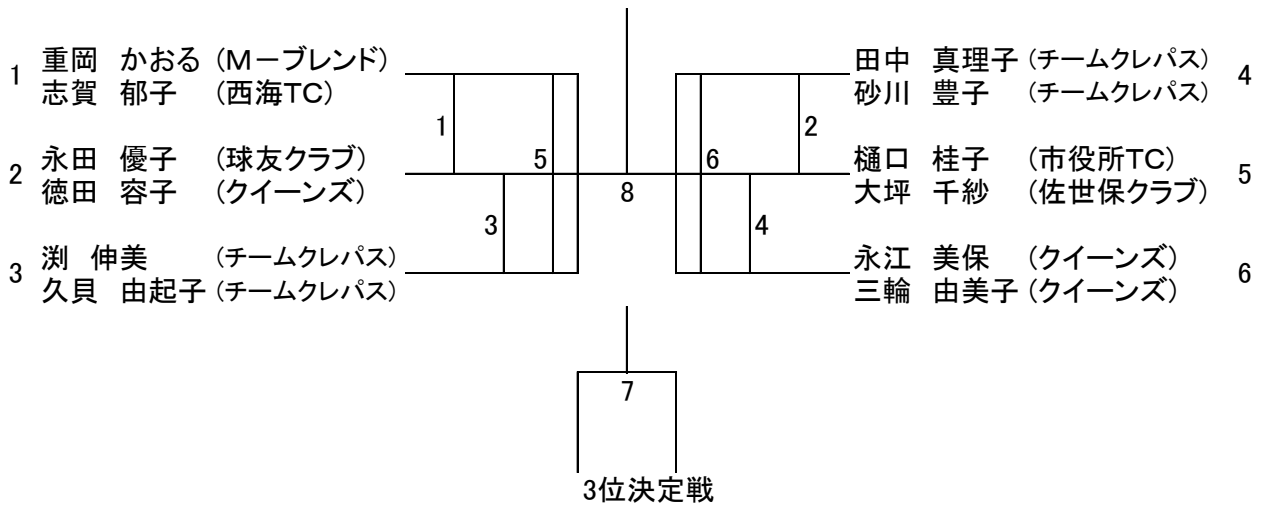 1 重岡 かおる (M-ブレンド)
志賀 郁子 (西海TC)
2 永田 優子 (球友クラブ)
徳田 容子 (クイーンズ)
3 渕 伸美 (チームクレパス)
久貝 由起子 (チームクレパス)
1
5
3
8
6
2
4
田中 真理子 (チームクレパス) 4
砂川 豊子 (チームクレパス)
樋口 桂子 (市役所TC) 5
大坪 千紗 (佐世保クラブ)
永江 美保 (クイーンズ) 6
三輪 由美子 (クイーンズ)
7
3位決定戦